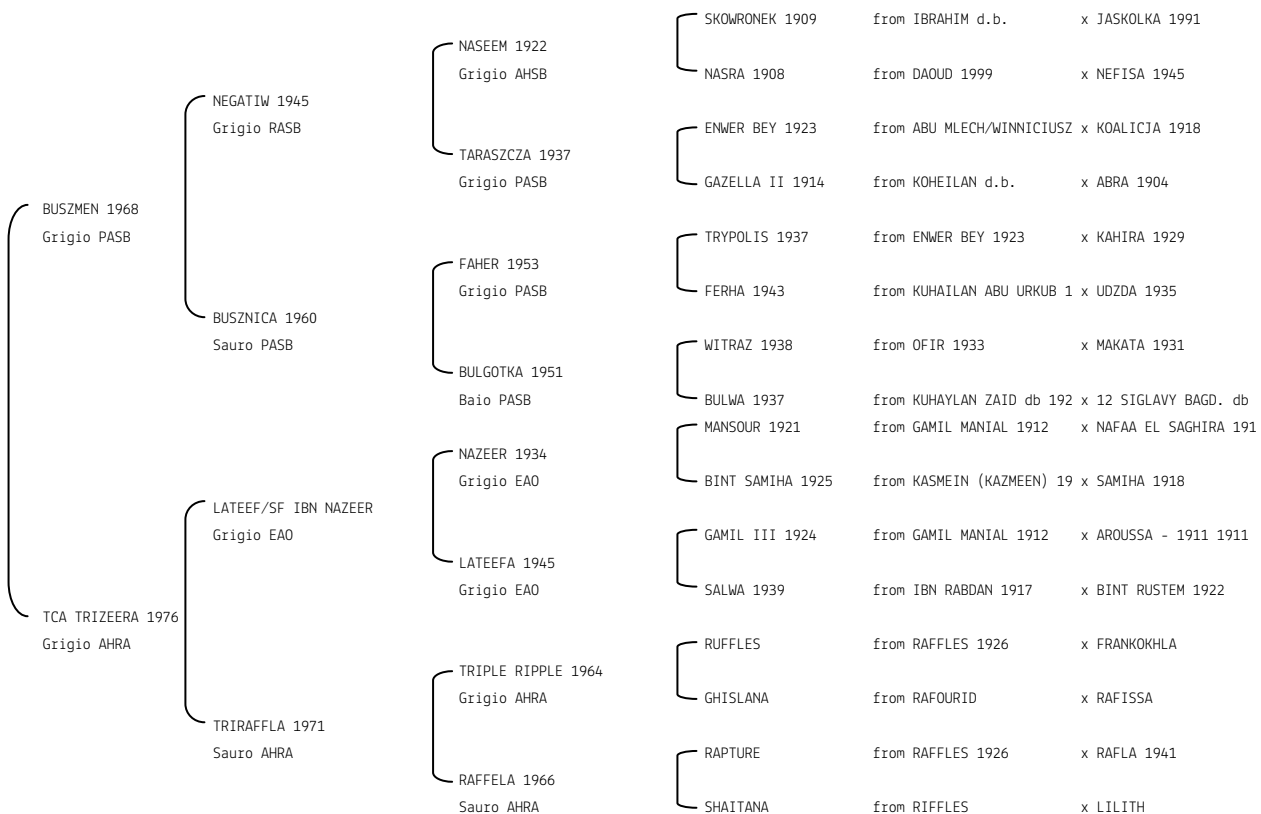 SKOWRONEK 1909 from IBRAHIM d.b. x JASKOLKA 1991
NASEEM 1922
Grigio AHSB NASRA 1908 from DAOUD 1999 x NEFISA 1945
NEGATIW 1945
Grigio RASB ENWER BEY 1923 from ABU MLECH/WINNICIUSZ x KOALICJA 1918
TARASZCZA 1937
Grigio PASB GAZELLA II 1914 from KOHEILAN d.b. x ABRA 1904
BUSZMEN 1968
Grigio PASB TRYPOLIS 1937 from ENWER BEY 1923 x KAHIRA 1929
FAHER 1953
Grigio PASB FERHA 1943 from KUHAILAN ABU URKUB 1 x UDZDA 1935
BUSZNICA 1960
Sauro PASB WITRAZ 1938 from OFIR 1933 x MAKATA 1931
BULGOTKA 1951
Baio PASB BULWA 1937 from KUHAYLAN ZAID db 192 x 12 SIGLAVY BAGD. db
MANSOUR 1921 from GAMIL MANIAL 1912 x NAFAA EL SAGHIRA 191
NAZEER 1934
Grigio EAO BINT SAMIHA 1925 from KASMEIN (KAZMEEN) 19 x SAMIHA 1918
LATEEF/SF IBN NAZEER
Grigio EAO GAMIL III 1924 from GAMIL MANIAL 1912 x AROUSSA - 1911 1911
LATEEFA 1945
Grigio EAO SALWA 1939 from IBN RABDAN 1917 x BINT RUSTEM 1922
TCA TRIZEERA 1976
Grigio AHRA RUFFLES from RAFFLES 1926 x FRANKOKHLA
TRIPLE RIPPLE 1964
Grigio AHRA GHISLANA from RAFOURID x RAFISSA
TRIRAFFLA 1971
Sauro AHRA RAPTURE from RAFFLES 1926 x RAFLA 1941
RAFFELA 1966
Sauro AHRA SHAITANA from RIFFLES x LILITH